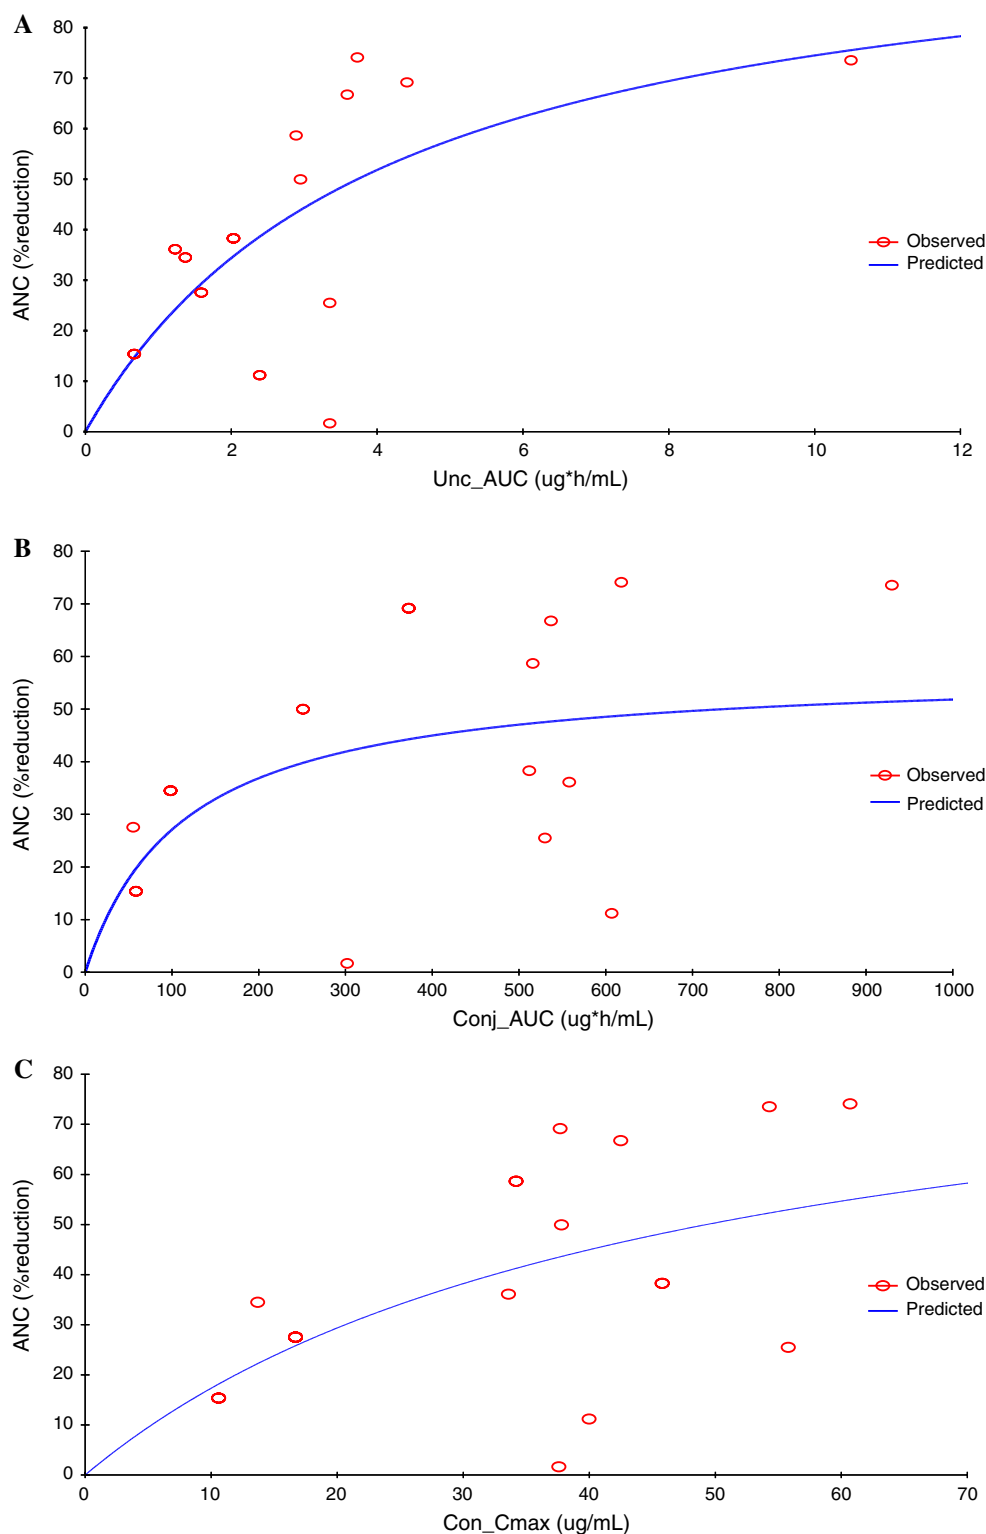 A
80
70
60
50
40
30
20
10
0
ANC (%reduction)
Observed
Predicted
0 2 4 6 8 10 12
Unc_AUC (ug*h/mL)
B
80
70
60
50
40
30
20
10
0
ANC (%reduction)
Observed
Predicted
0 100 200 300 400 500 600 700 800 900 1000
Conj_AUC (ug*h/mL)
C
80
70
60
50
40
30
20
10
0
ANC (%reduction)
Observed
Predicted
0 10 20 30 40 50 60 70
Con_Cmax (ug/mL)